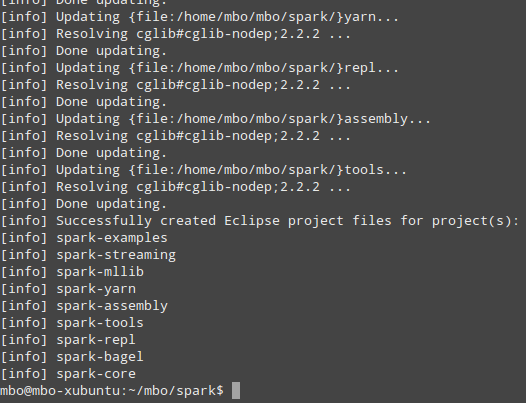 [info] Done updating.
[info] Updating {file:/home/mbo/mbo/spark/}yarn...
[info] Resolving cglib#cglib-nodep;2.2.2 ...
[info] Done updating.
[info] Updating {file:/home/mbo/mbo/spark/}repl...
[info] Resolving cglib#cglib-nodep;2.2.2 ...
[info] Done updating.
[info] Updating {file:/home/mbo/mbo/spark/}assembly...
[info] Resolving cglib#cglib-nodep;2.2.2 ...
[info] Done updating.
[info] Updating {file:/home/mbo/mbo/spark/}tools...
[info] Resolving cglib#cglib-nodep;2.2.2 ...
[info] Done updating.
[info] Successfully created Eclipse project files for project(s):
[info] spark-examples
[info] spark-streaming
[info] spark-mllib
[info] spark-yarn
[info] spark-assembly
[info] spark-tools
[info] spark-repl
[info] spark-bagel
[info] spark-core
mbo@mbo-xubuntu:~/mbo/spark$